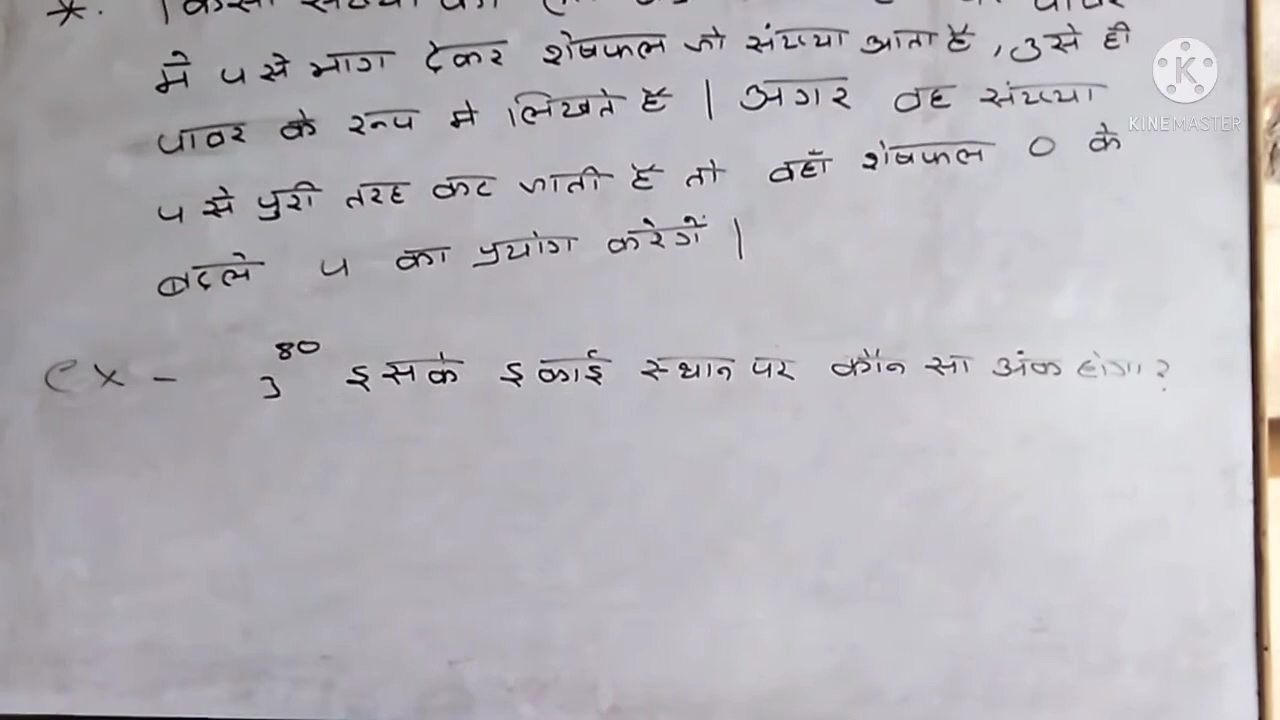 *. किसी संख्या का
मे 4 से भाग देकर शेषफल जो संख्या आता है, उसे ही
पावर के रूप मे लिखते हैं | अगर वह संख्या
4 से पुरी तरह कट जाती है तो वहाँ शेषफल 0 के
बदले 4 का प्रयोग करेगें |
ex - 3^80 इसके इकाई स्थान पर कौन सा अंक होगा?
K
KINEMASTER